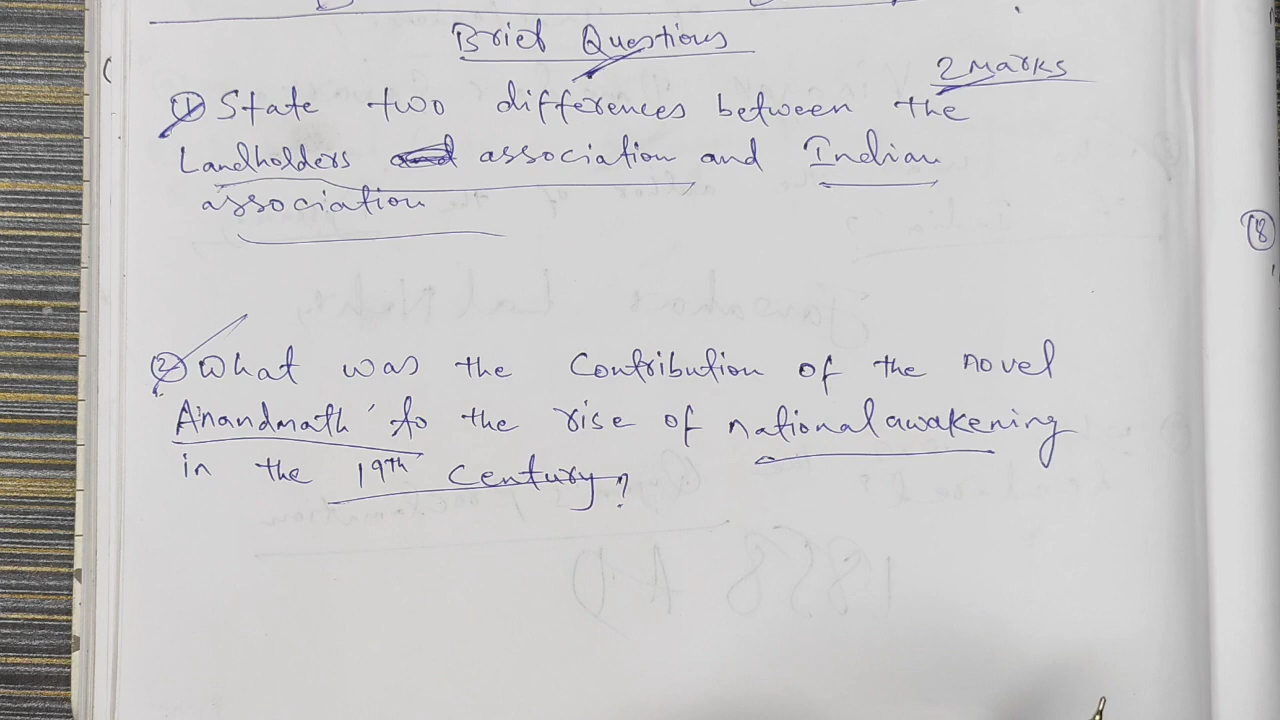 Brief Questions
2 Marks
① State two differences between the
Landholders association and Indian
association
② What was the Contribution of the novel
'Anandmath' to the rise of national awakening
in the 19th Century?
⑱